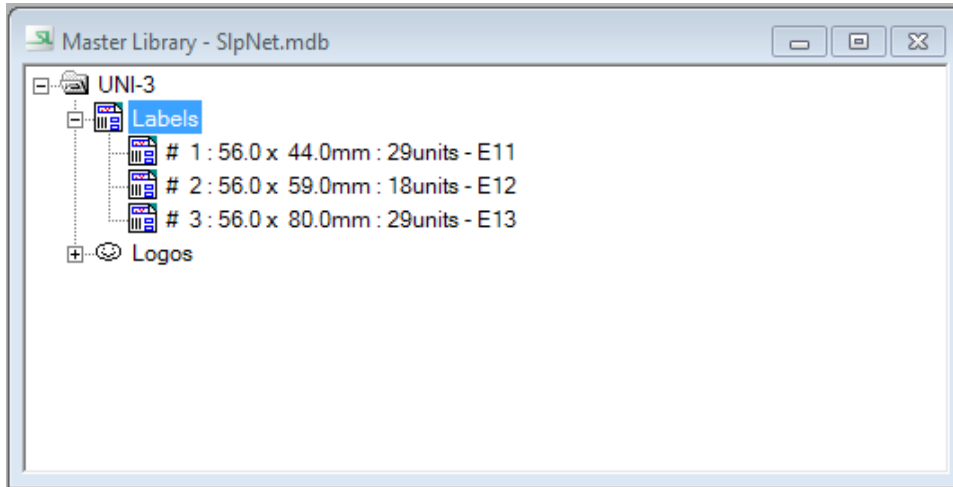 Master Library - SlpNet.mdb
UNI-3
Labels
# 1 : 56.0 x 44.0mm : 29units - E11
# 2 : 56.0 x 59.0mm : 18units - E12
# 3 : 56.0 x 80.0mm : 29units - E13
Logos